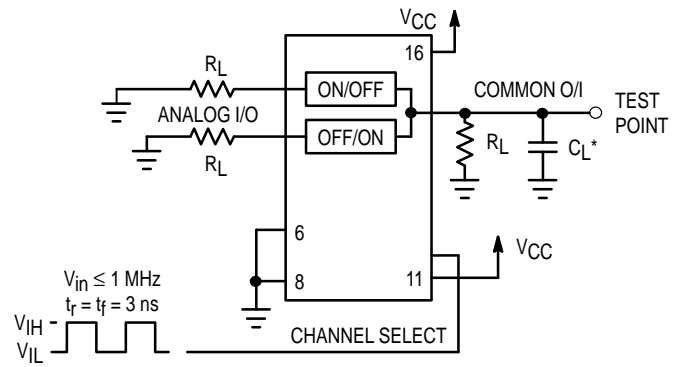 VCC
16
RL
ON/OFF
COMMON O/I
TEST
POINT
ANALOG I/O
OFF/ON
RL
RL
CL*
6
VCC
8
11
Vin ≤ 1 MHz
tr = tf = 3 ns
VIH
VIL
CHANNEL SELECT